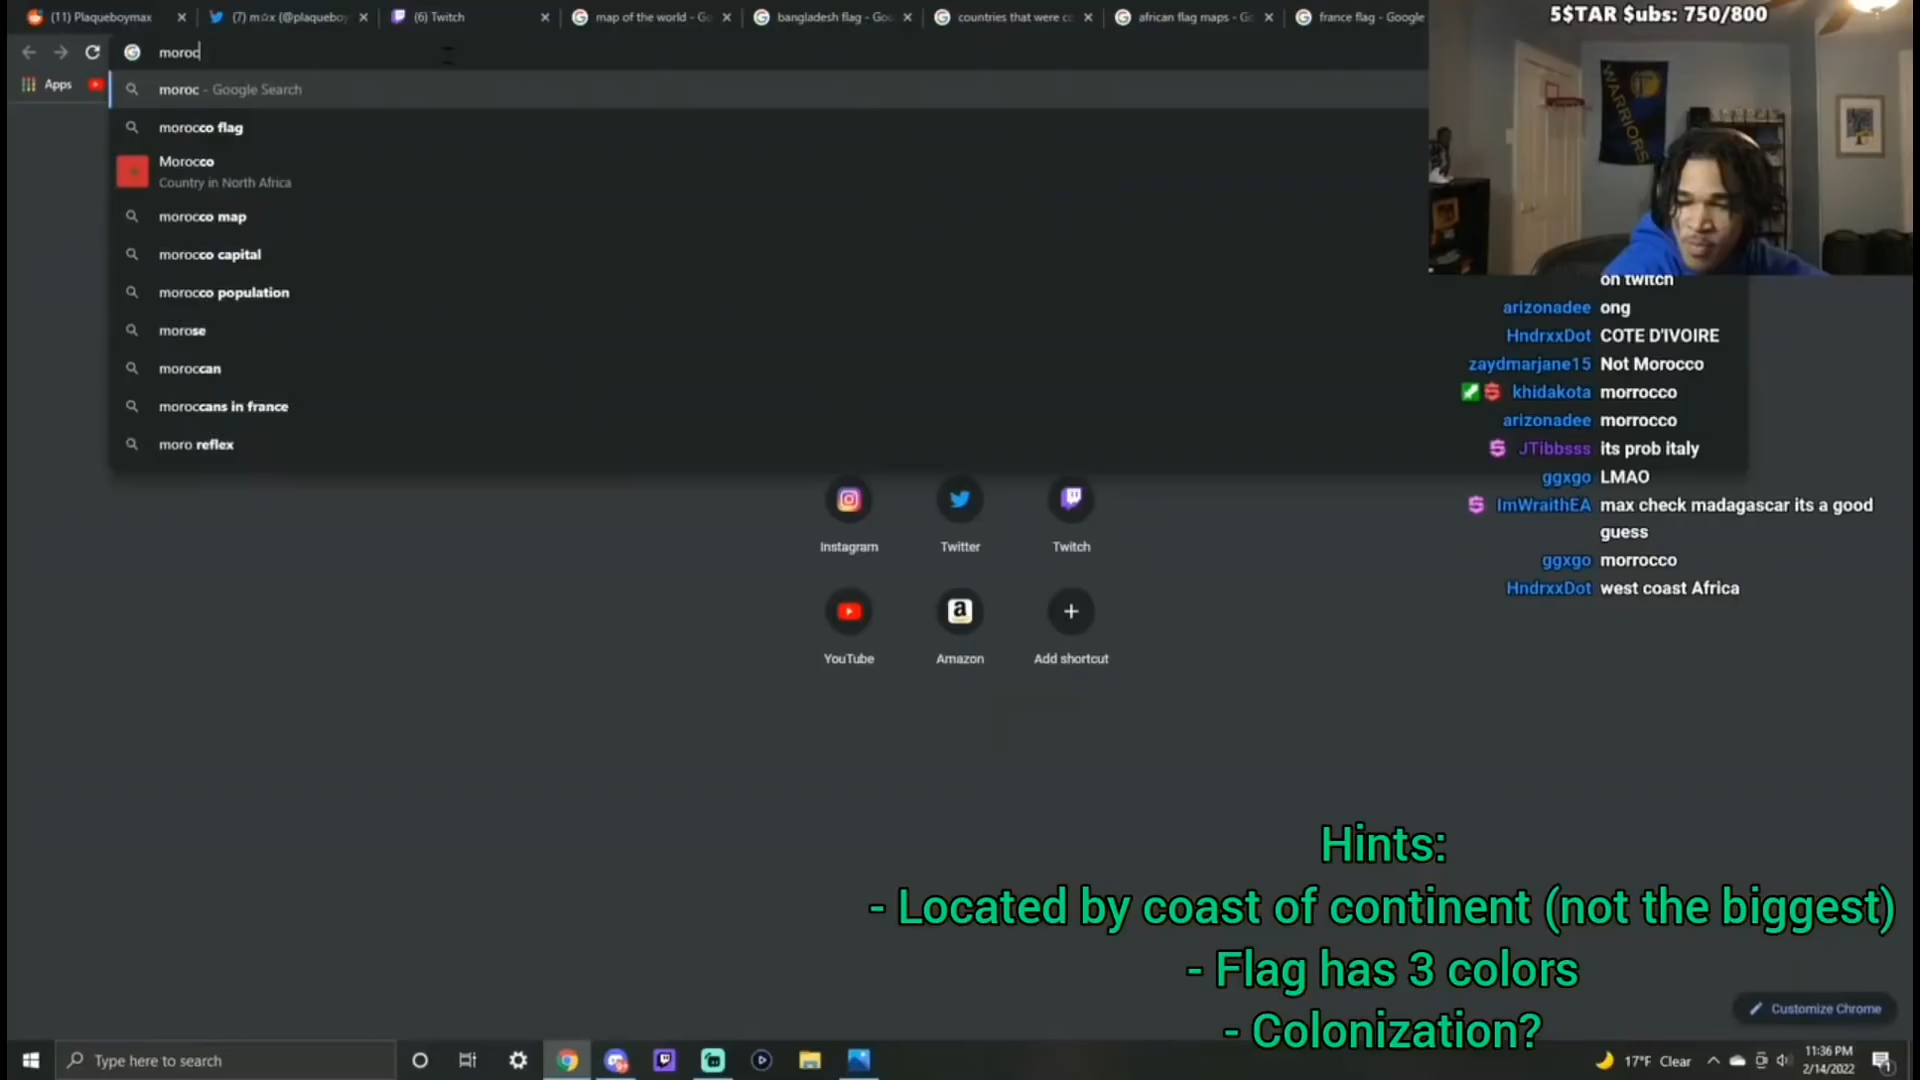 (11) Plaqueboymax
(7) m☆x (@plaqueboy
(6) Twitch
map of the world - Go
bangladesh flag - Goo
countries that were co
african flag maps - Go
france flag - Google
5$TAR $ubs: 750/800
moroc
Apps
moroc - Google Search
morocco flag
Morocco
Country in North Africa
morocco map
morocco capital
morocco population
morose
moroccan
moroccans in france
moro reflex
WARRIORS
on twitch
arizonadee ong
HndrxxDot COTE D'IVOIRE
zaydmarjane15 Not Morocco
khidakota morrocco
arizonadee morrocco
JTibbsss its prob italy
ggxgo LMAO
ImWraithEA max check madagascar its a good
guess
ggxgo morrocco
HndrxxDot west coast Africa
Instagram
Twitter
Twitch
YouTube
Amazon
Add shortcut
Hints:
- Located by coast of continent (not the biggest)
- Flag has 3 colors
- Colonization?
Customize Chrome
Type here to search
17°F Clear
11:36 PM
2/14/2022